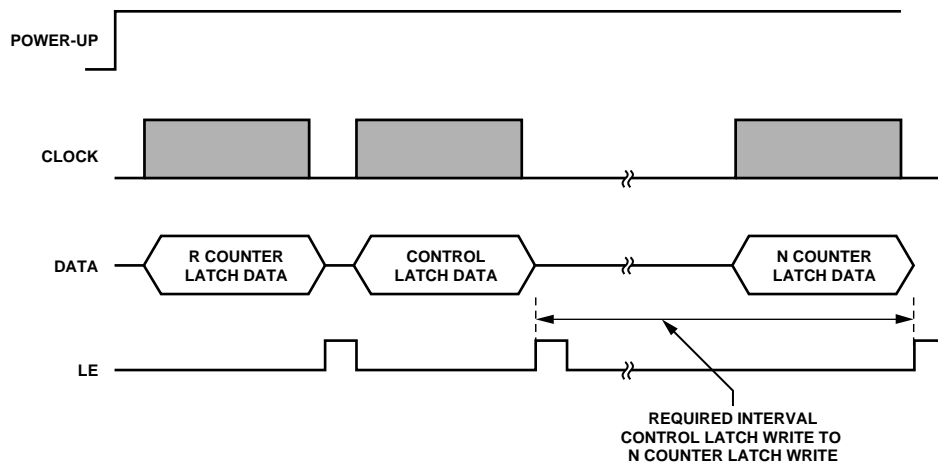 POWER-UP
CLOCK
DATA
R COUNTER
LATCH DATA
CONTROL
LATCH DATA
N COUNTER
LATCH DATA
LE
REQUIRED INTERVAL
CONTROL LATCH WRITE TO
N COUNTER LATCH WRITE